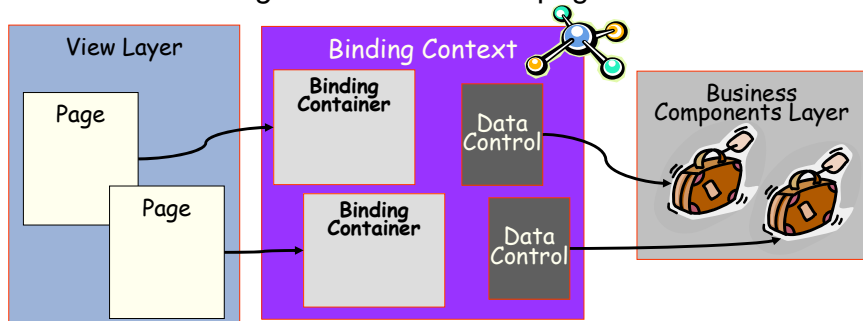 View Layer
Page
Page
Binding Context
Binding
Container
Data
Control
Binding
Container
Data
Control
Business
Components Layer